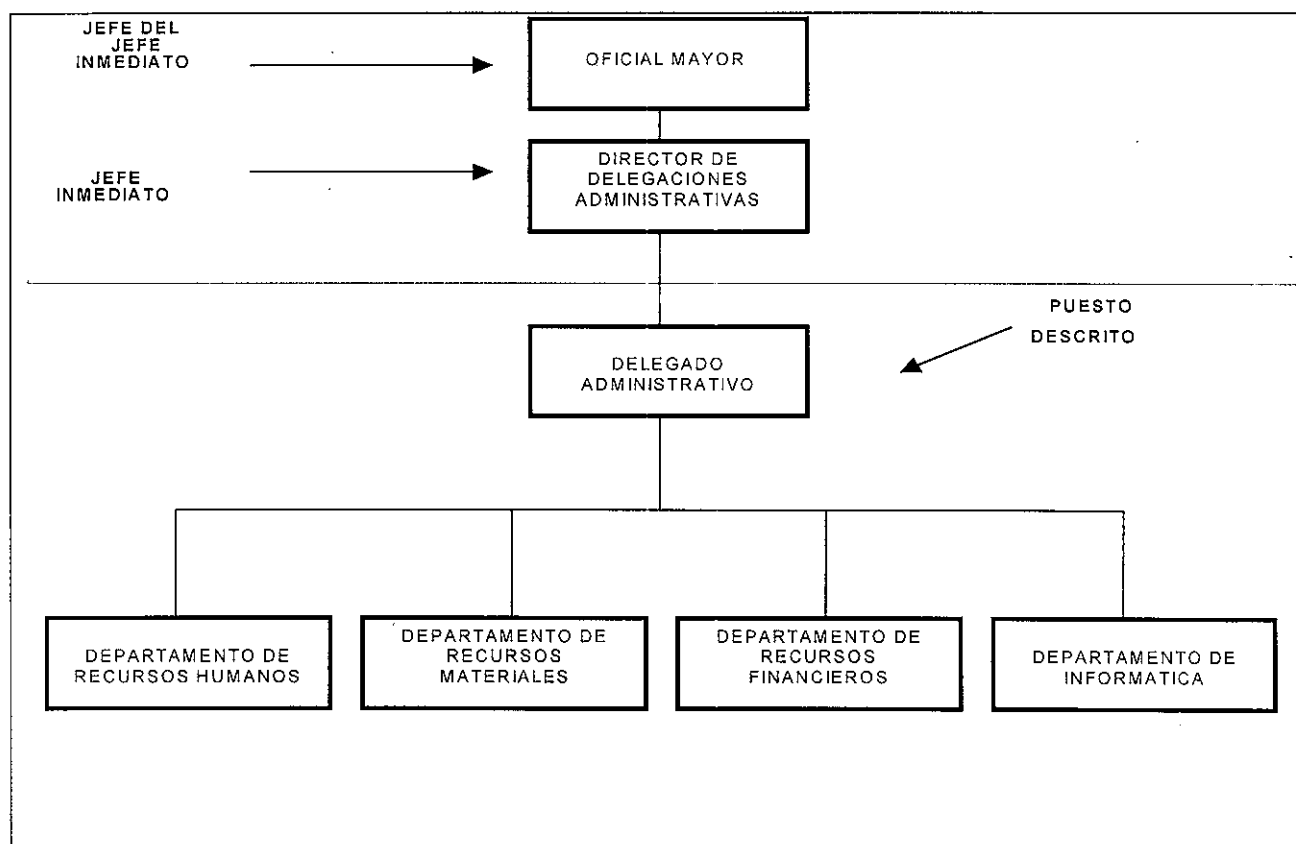 JEFE DEL
JEFE
INMEDIATO
OFICIAL MAYOR
JEFE
INMEDIATO
DIRECTOR DE
DELEGACIONES
ADMINISTRATIVAS
PUESTO
DESCRITO
DELEGADO
ADMINISTRATIVO
DEPARTAMENTO DE
RECURSOS HUMANOS
DEPARTAMENTO DE
RECURSOS
MATERIALES
DEPARTAMENTO DE
RECURSOS
FINANCIEROS
DEPARTAMENTO DE
INFORMATICA